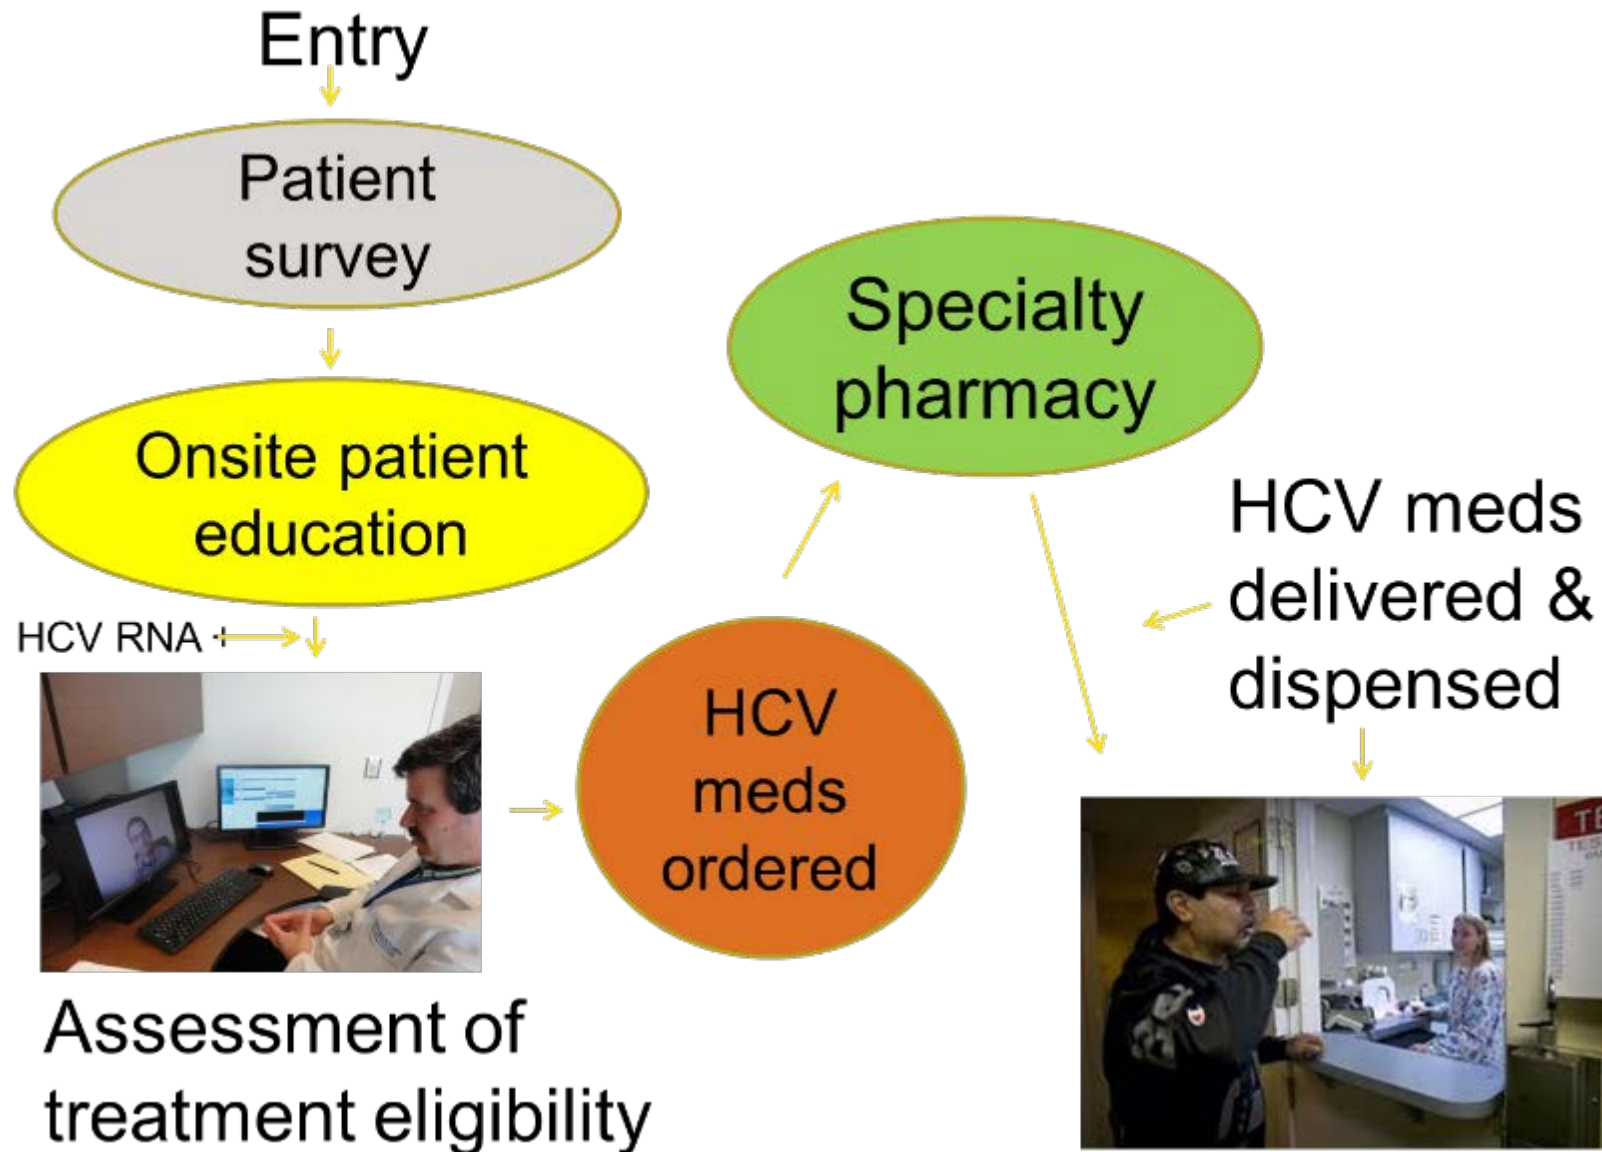 Entry
Patient
survey
Onsite patient
education
HCV RNA +
Assessment of
treatment eligibility
HCV
meds
ordered
Specialty
pharmacy
HCV meds
delivered &
dispensed